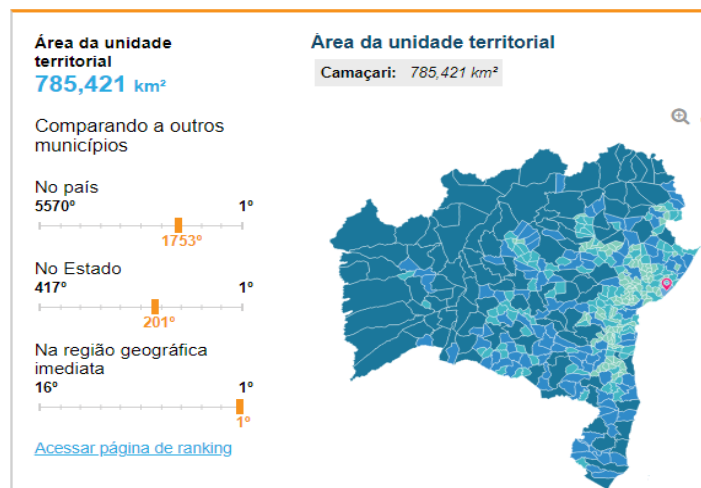 Área da unidade
territorial
785,421 km²
Comparando a outros
municípios
No país
5570º 1º
1753º
No Estado
417º 1º
201º
Na região geográfica
imediata
16º 1º
1º
Acessar página de ranking
Área da unidade territorial
Camaçari: 785,421 km²